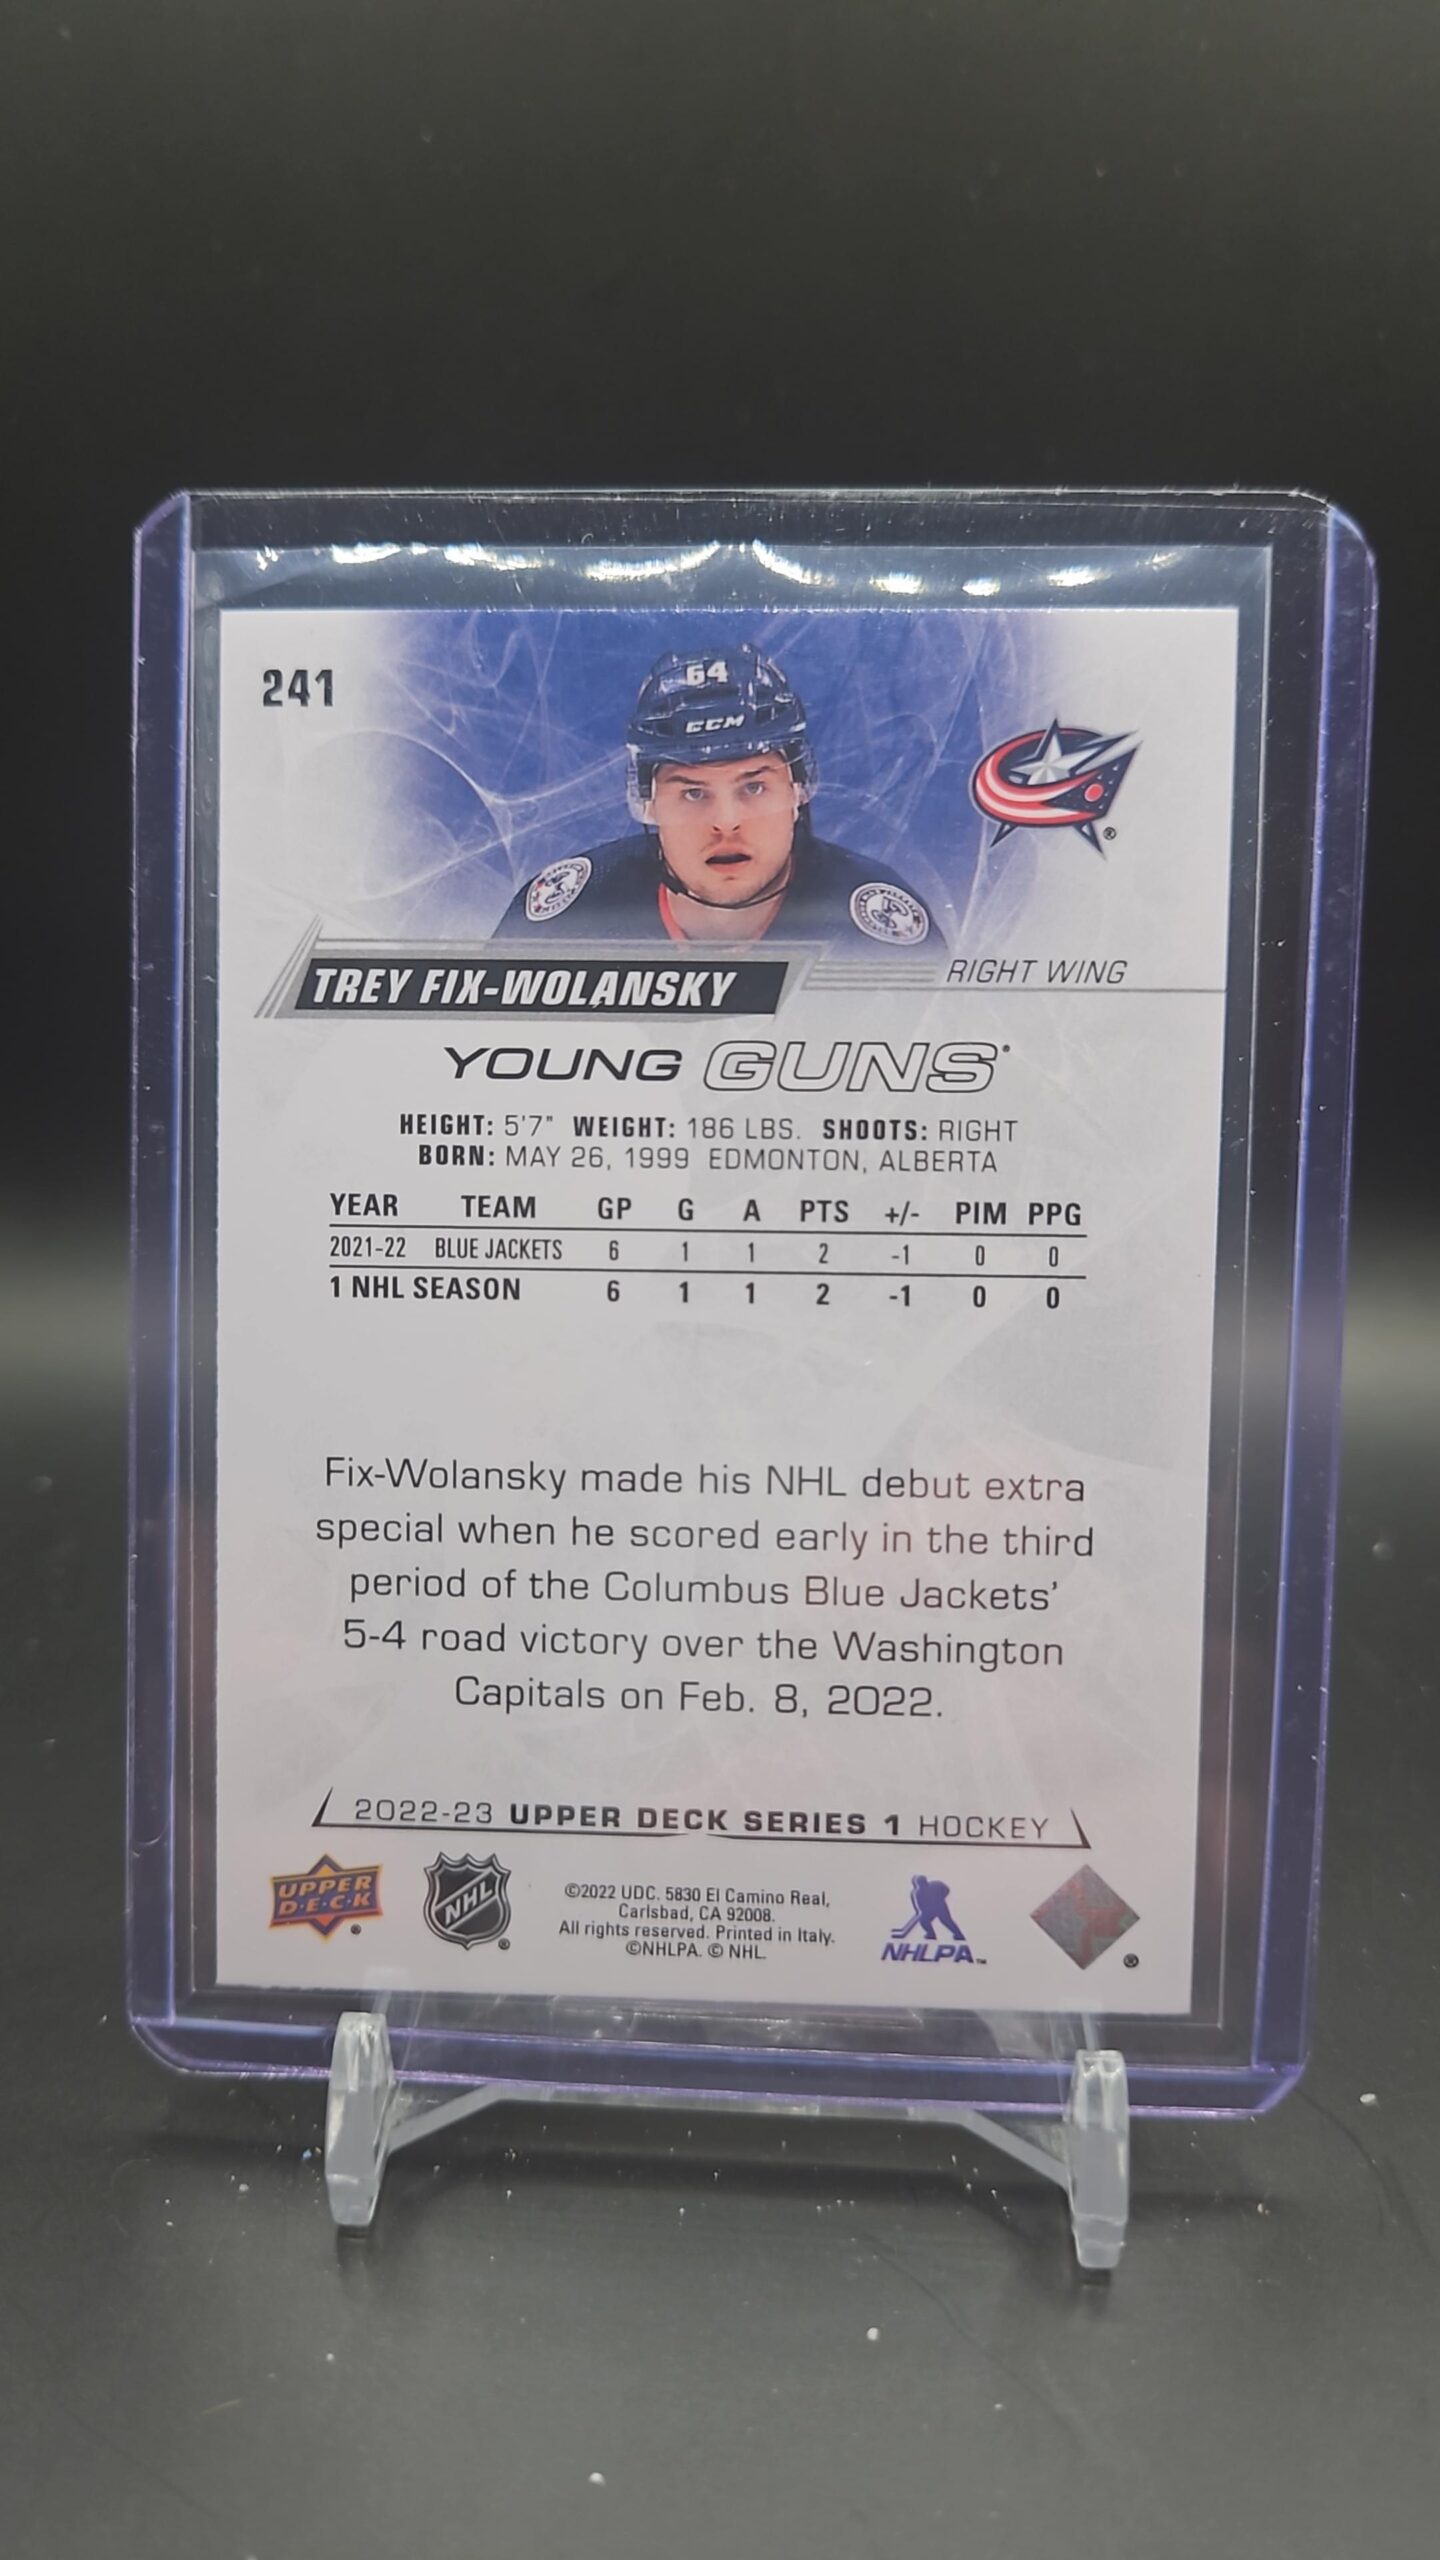 241
64
CCM
TREY FIX-WOLANSKY
RIGHT WING
YOUNG GUNS®
HEIGHT: 5'7" WEIGHT: 186 LBS. SHOOTS: RIGHT
BORN: MAY 26, 1999 EDMONTON, ALBERTA
YEAR TEAM GP G A PTS +/- PIM PPG
2021-22 BLUE JACKETS 6 1 1 2 -1 0 0
1 NHL SEASON 6 1 1 2 -1 0 0
Fix-Wolansky made his NHL debut extra
special when he scored early in the third
period of the Columbus Blue Jackets'
5-4 road victory over the Washington
Capitals on Feb. 8, 2022.
2022-23 UPPER DECK SERIES 1 HOCKEY
UPPER
D·E·C·K
®
NHL
®
©2022 UDC. 5830 El Camino Real,
Carlsbad, CA 92008.
All rights reserved. Printed in Italy.
©NHLPA. © NHL.
NHLPA™
®